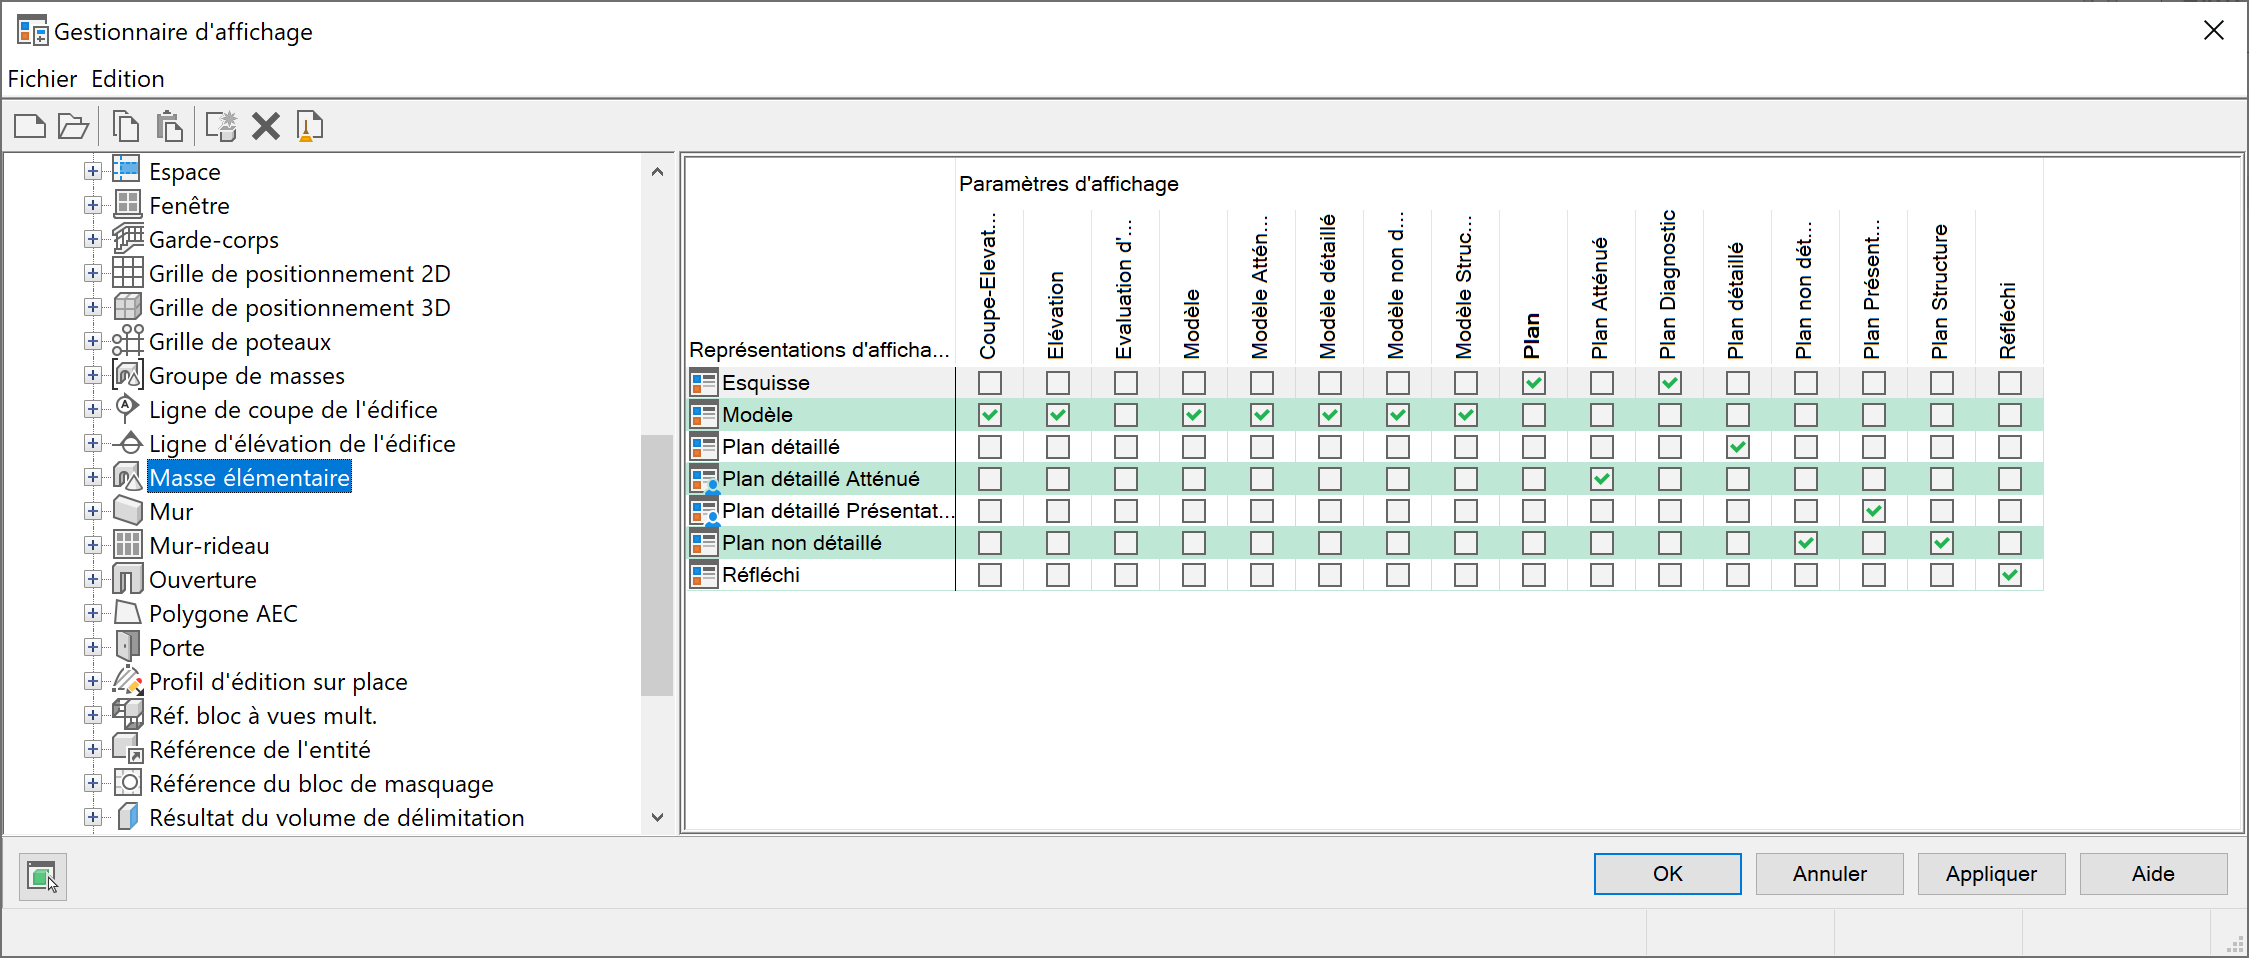 Gestionnaire d'affichage
Fichier Edition
Espace
Fenêtre
Garde-corps
Grille de positionnement 2D
Grille de positionnement 3D
Grille de poteaux
Groupe de masses
Ligne de coupe de l'édifice
Ligne d'élévation de l'édifice
Masse élémentaire
Mur
Mur-rideau
Ouverture
Polygone AEC
Porte
Profil d'édition sur place
Réf. bloc à vues mult.
Référence de l'entité
Référence du bloc de masquage
Résultat du volume de délimitation
Paramètres d'affichage
Représentations d'afficha...
Coupe-Elevat...
Elévation
Evaluation d'...
Modèle
Modèle Attén...
Modèle détaillé
Modèle non d...
Modèle Struc...
Plan
Plan Atténué
Plan Diagnostic
Plan détaillé
Plan non dét...
Plan Présent...
Plan Structure
Réfléchi
Esquisse
Modèle
Plan détaillé
Plan détaillé Atténué
Plan détaillé Présentat...
Plan non détaillé
Réfléchi
OK Annuler Appliquer Aide